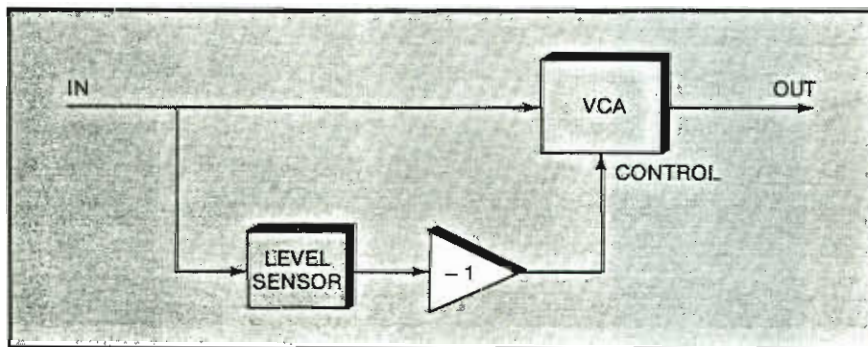 IN
VCA
OUT
CONTROL
LEVEL
SENSOR
– 1